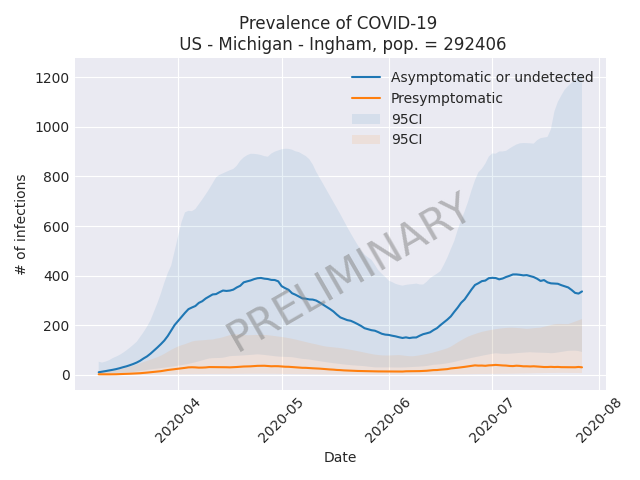 Prevalence of COVID-19
US - Michigan - Ingham, pop. = 292406
Asymptomatic or undetected
Presymptomatic
95CI
95CI
# of infections
1200
1000
800
600
400
200
0
PRELIMINARY
2020-04
2020-05
2020-06
2020-07
2020-08
Date